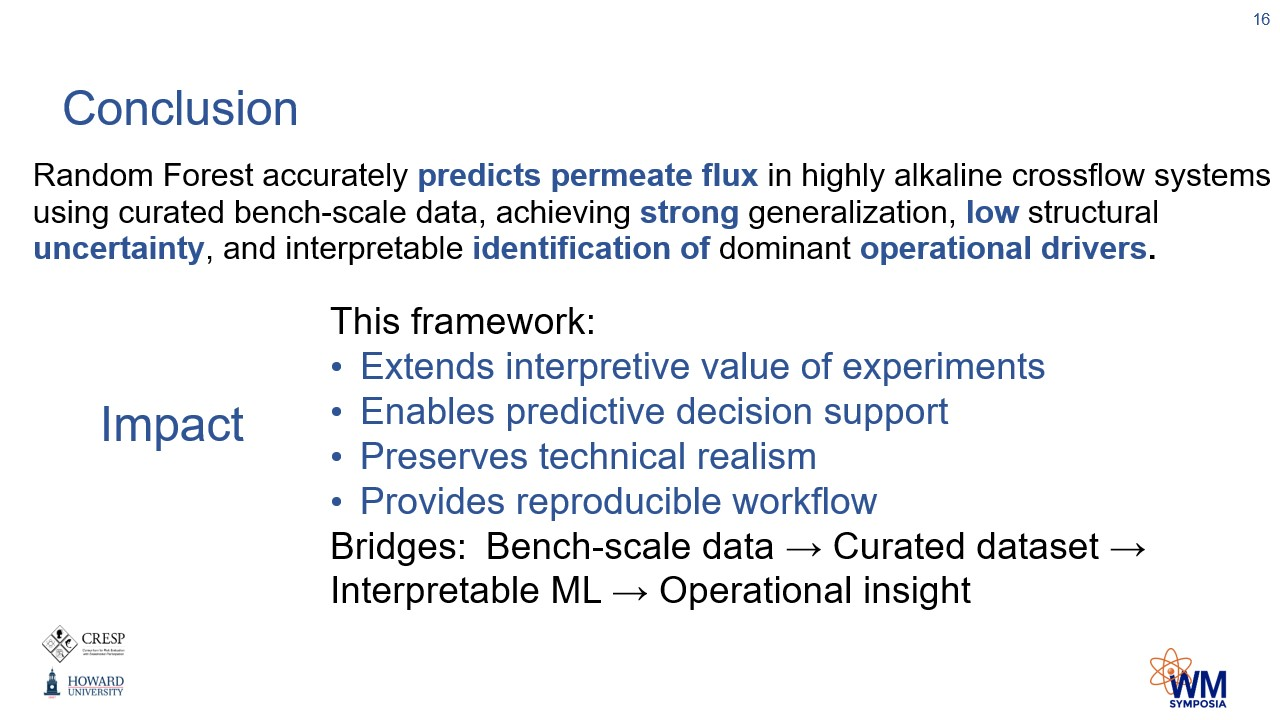 16
Conclusion
Random Forest accurately predicts permeate flux in highly alkaline crossflow systems
using curated bench-scale data, achieving strong generalization, low structural
uncertainty, and interpretable identification of dominant operational drivers.
This framework:
• Extends interpretive value of experiments
• Enables predictive decision support
Impact
• Preserves technical realism
• Provides reproducible workflow
Bridges:  Bench-scale data → Curated dataset →
Interpretable ML → Operational insight
CRESP
HOWARD
UNIVERSITY
WM
SYMPOSIA